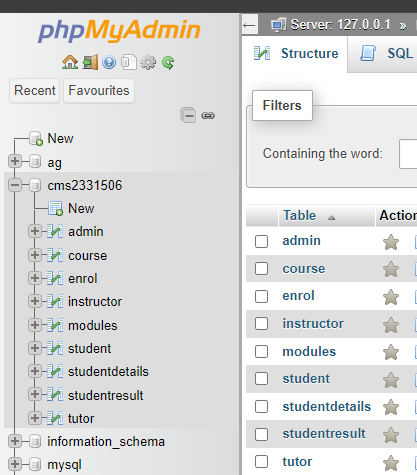 phpMyAdmin
Recent Favourites
New
ag
cms2331506
New
admin
course
enrol
instructor
modules
student
studentdetails
studentresult
tutor
information_schema
mysql
Server: 127.0.0.1 »
Structure SQL
Filters
Containing the word:
Table Action
admin
course
enrol
instructor
modules
student
studentdetails
studentresult
tutor